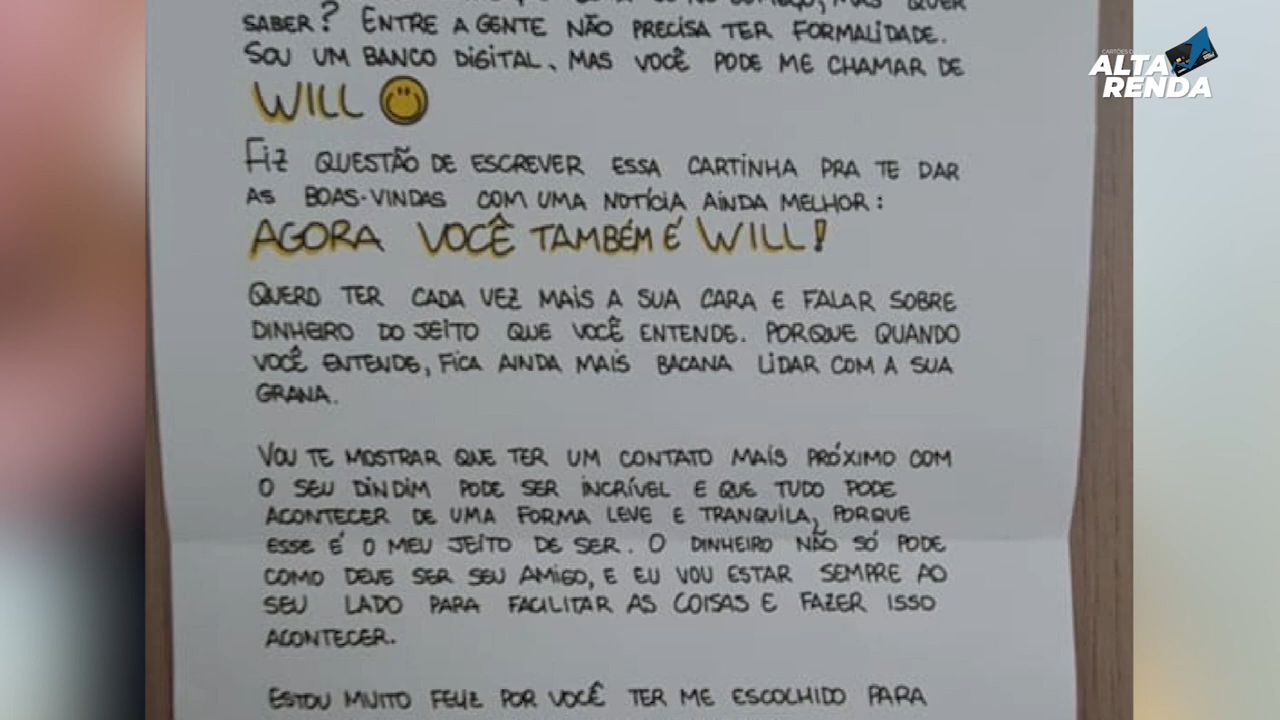 MAS QUER
SABER? ENTRE A GENTE NÃO PRECISA TER FORMALIDADE.
SOU UM BANCO DIGITAL, MAS VOCÊ PODE ME CHAMAR DE
WILL
FIZ QUESTÃO DE ESCREVER ESSA CARTINHA PRA TE DAR
AS BOAS-VINDAS COM UMA NOTÍCIA AINDA MELHOR:
AGORA VOCÊ TAMBÉM É WILL!
QUERO TER CADA VEZ MAIS A SUA CARA E FALAR SOBRE
DINHEIRO DO JEITO QUE VOCÊ ENTENDE. PORQUE QUANDO
VOCÊ ENTENDE, FICA AINDA MAIS BACANA LIDAR COM A SUA
GRANA.
VOU TE MOSTRAR QUE TER UM CONTATO MAIS PRÓXIMO COM
O SEU DINDIM PODE SER INCRÍVEL E QUE TUDO PODE
ACONTECER DE UMA FORMA LEVE E TRANQUILA, PORQUE
ESSE É O MEU JEITO DE SER. O DINHEIRO NÃO SÓ PODE
COMO DEVE SER SEU AMIGO, E EU VOU ESTAR SEMPRE AO
SEU LADO PARA FACILITAR AS COISAS E FAZER ISSO
ACONTECER.
ESTOU MUITO FELIZ POR VOCÊ TER ME ESCOLHIDO PARA
ALTA
RENDA